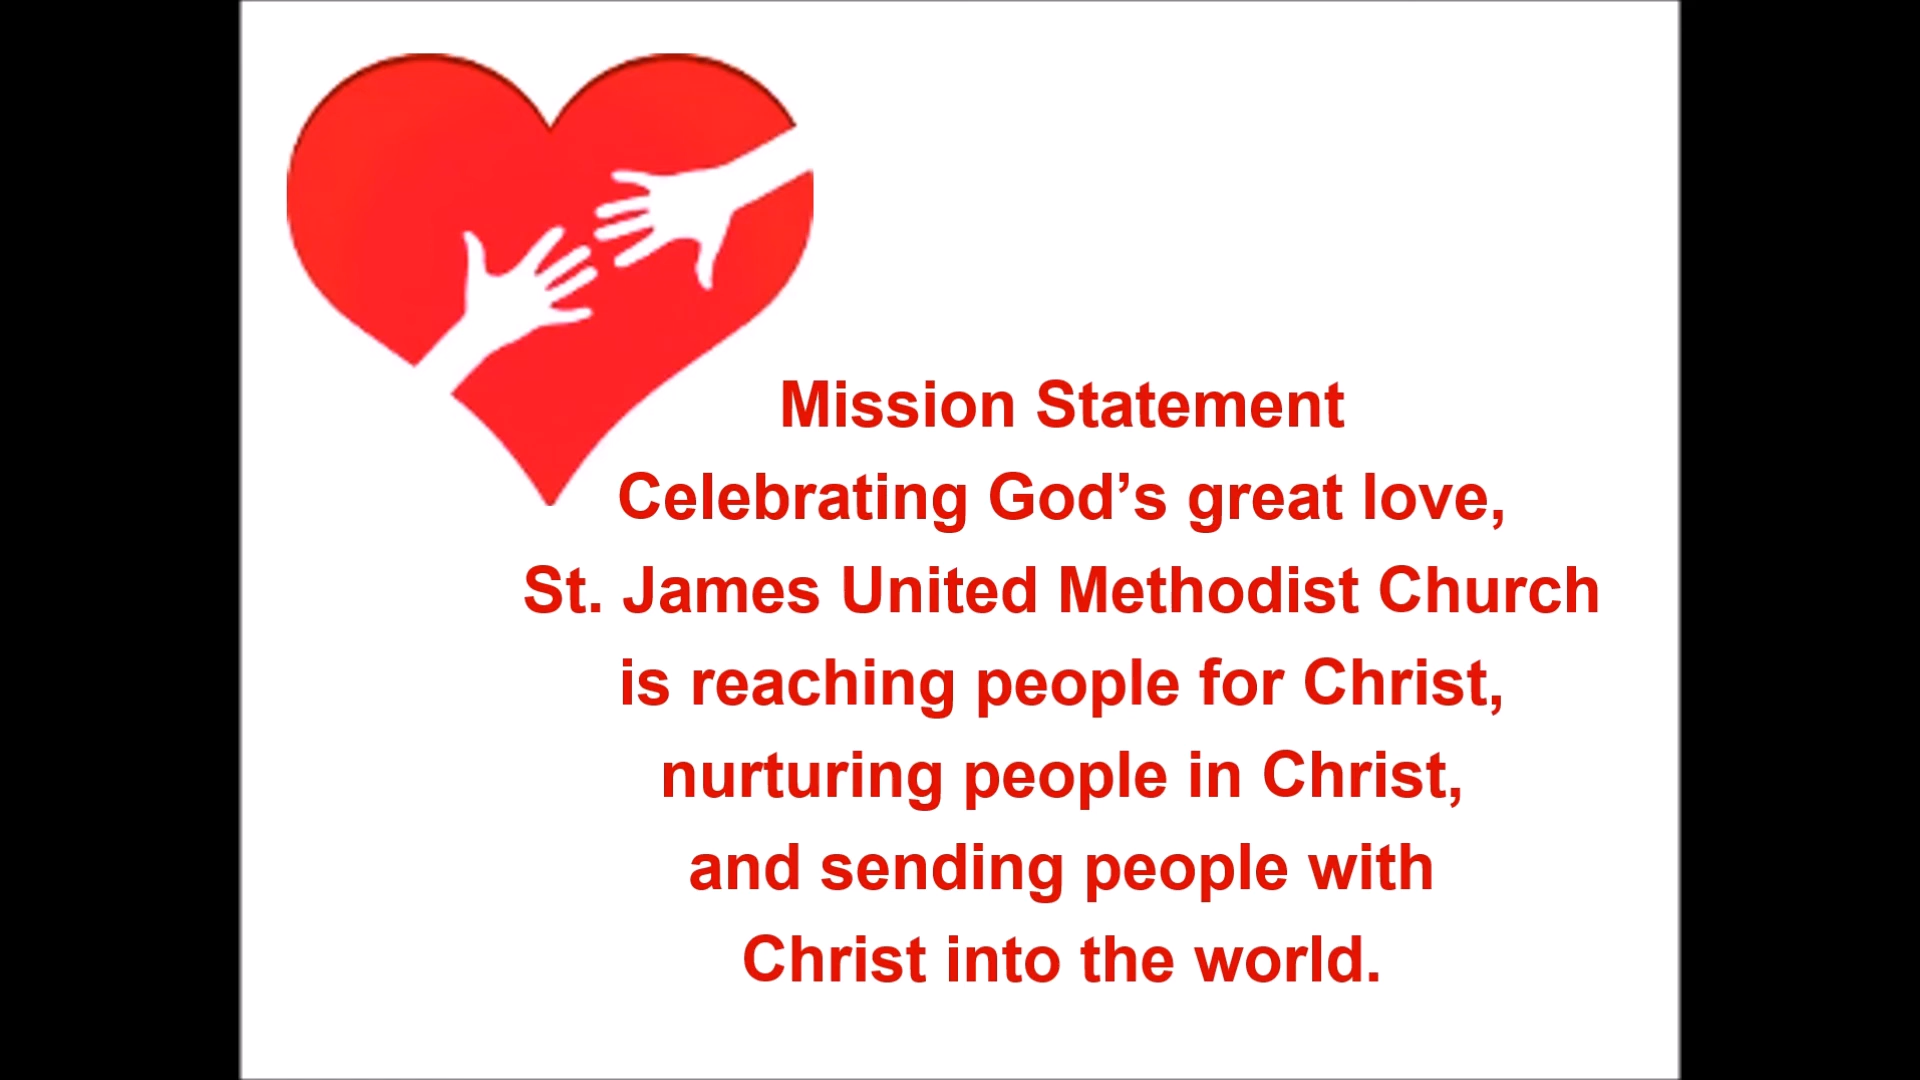 Mission Statement
Celebrating God’s great love,
St. James United Methodist Church
is reaching people for Christ,
nurturing people in Christ,
and sending people with
Christ into the world.